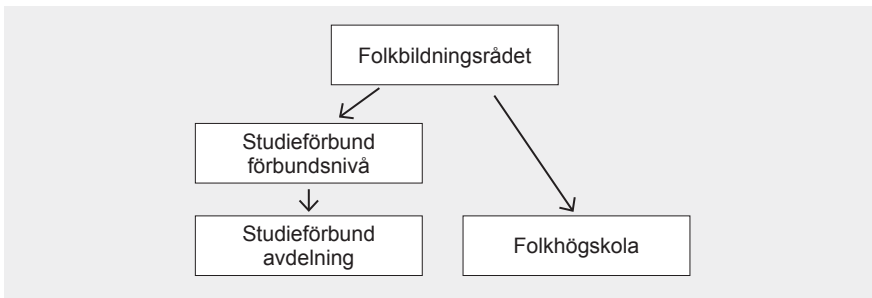 Folkbildningsrådet
Studieförbund
förbundsnivå
Studieförbund
avdelning
Folkhögskola